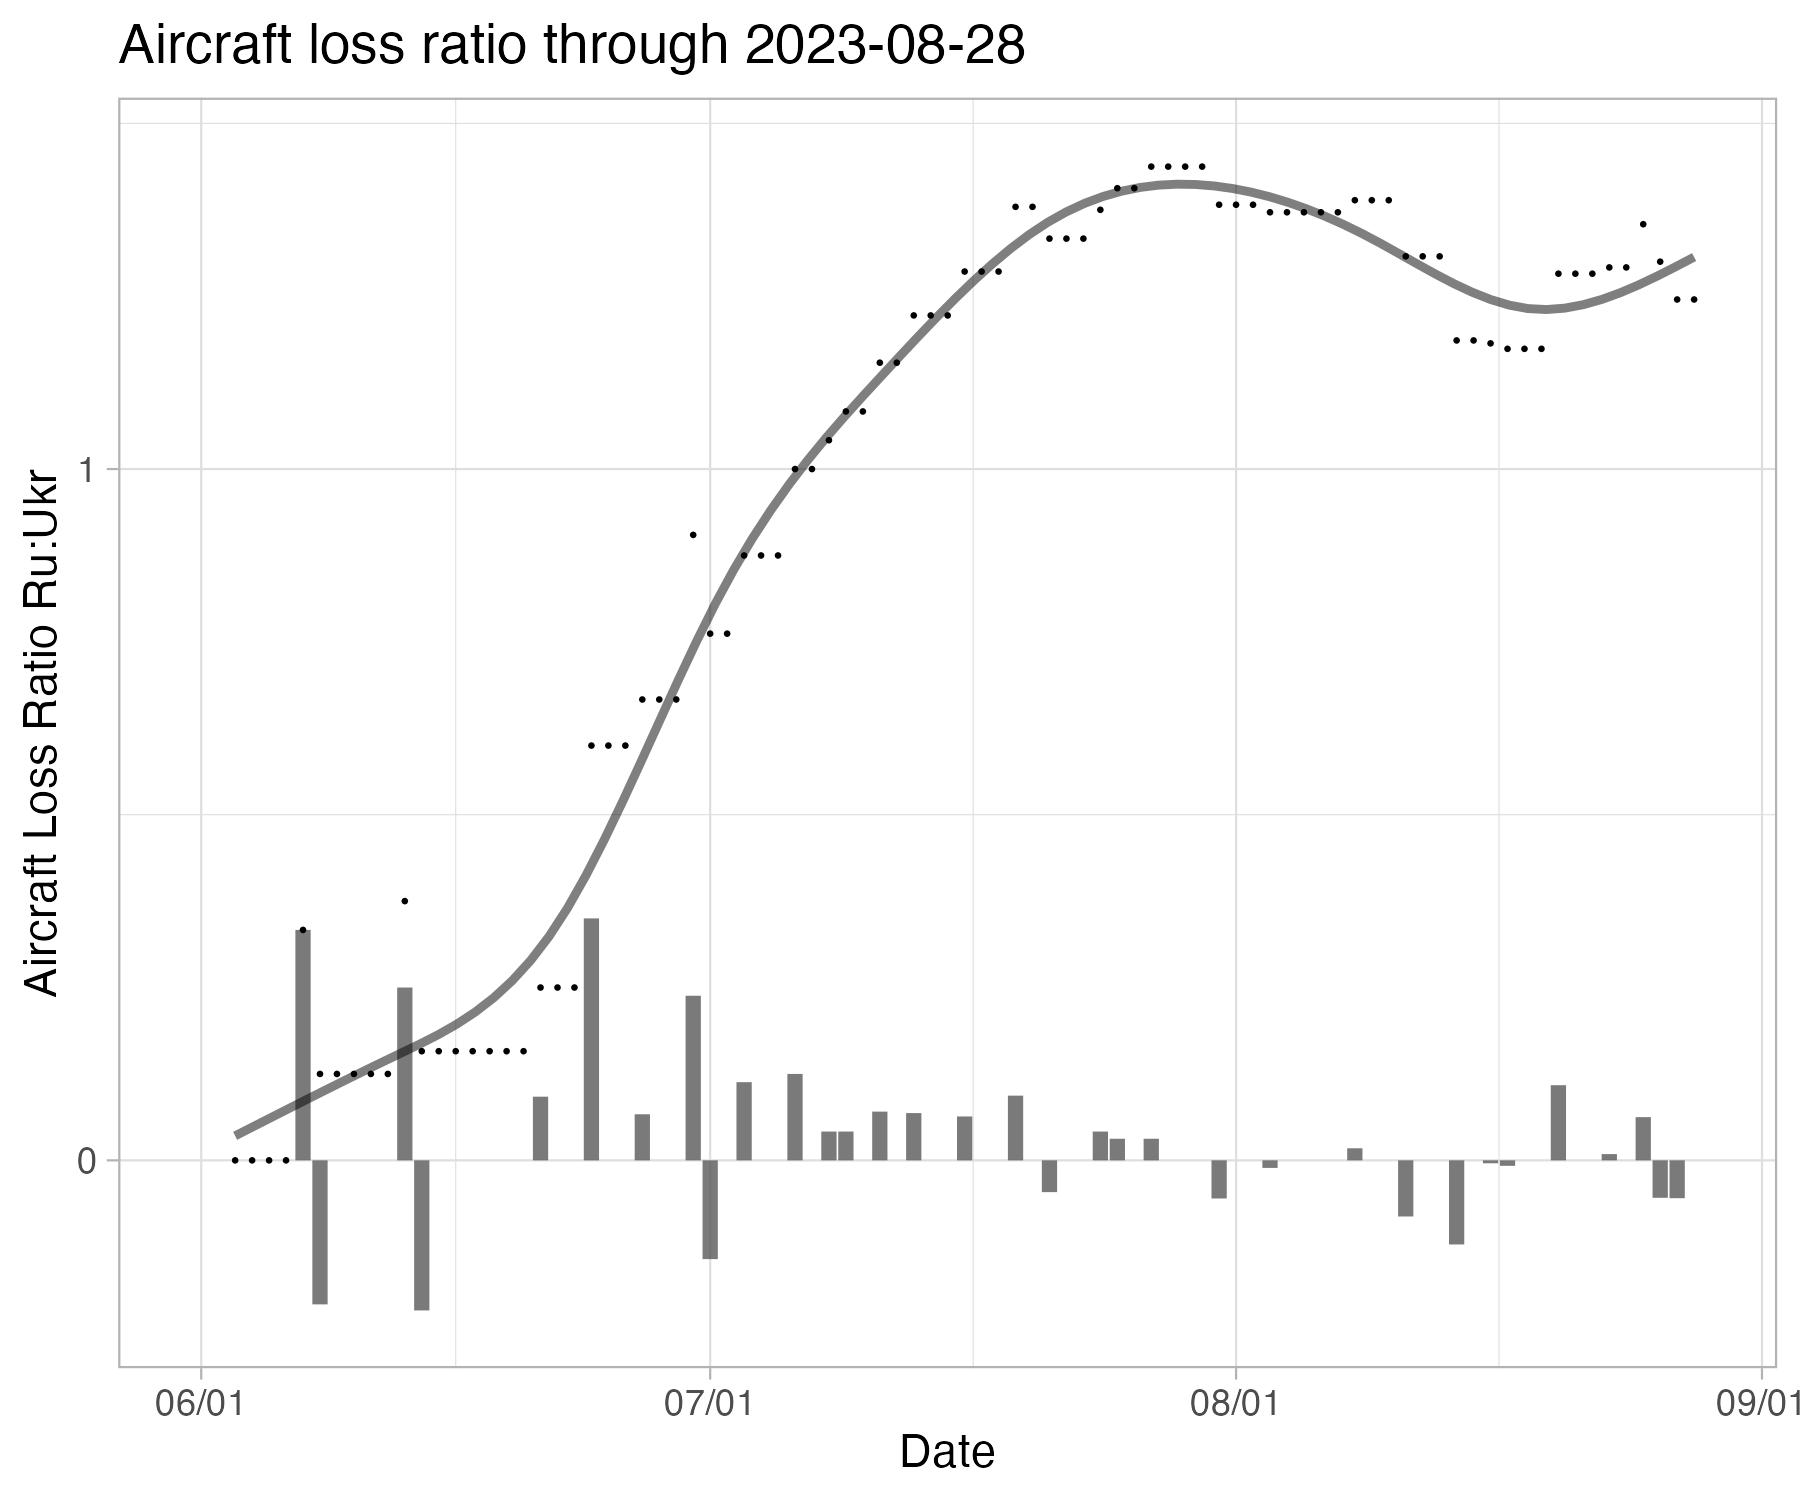 Aircraft loss ratio through 2023-08-28
Aircraft Loss Ratio Ru:Ukr
1
0
06/01
07/01
08/01
09/01
Date